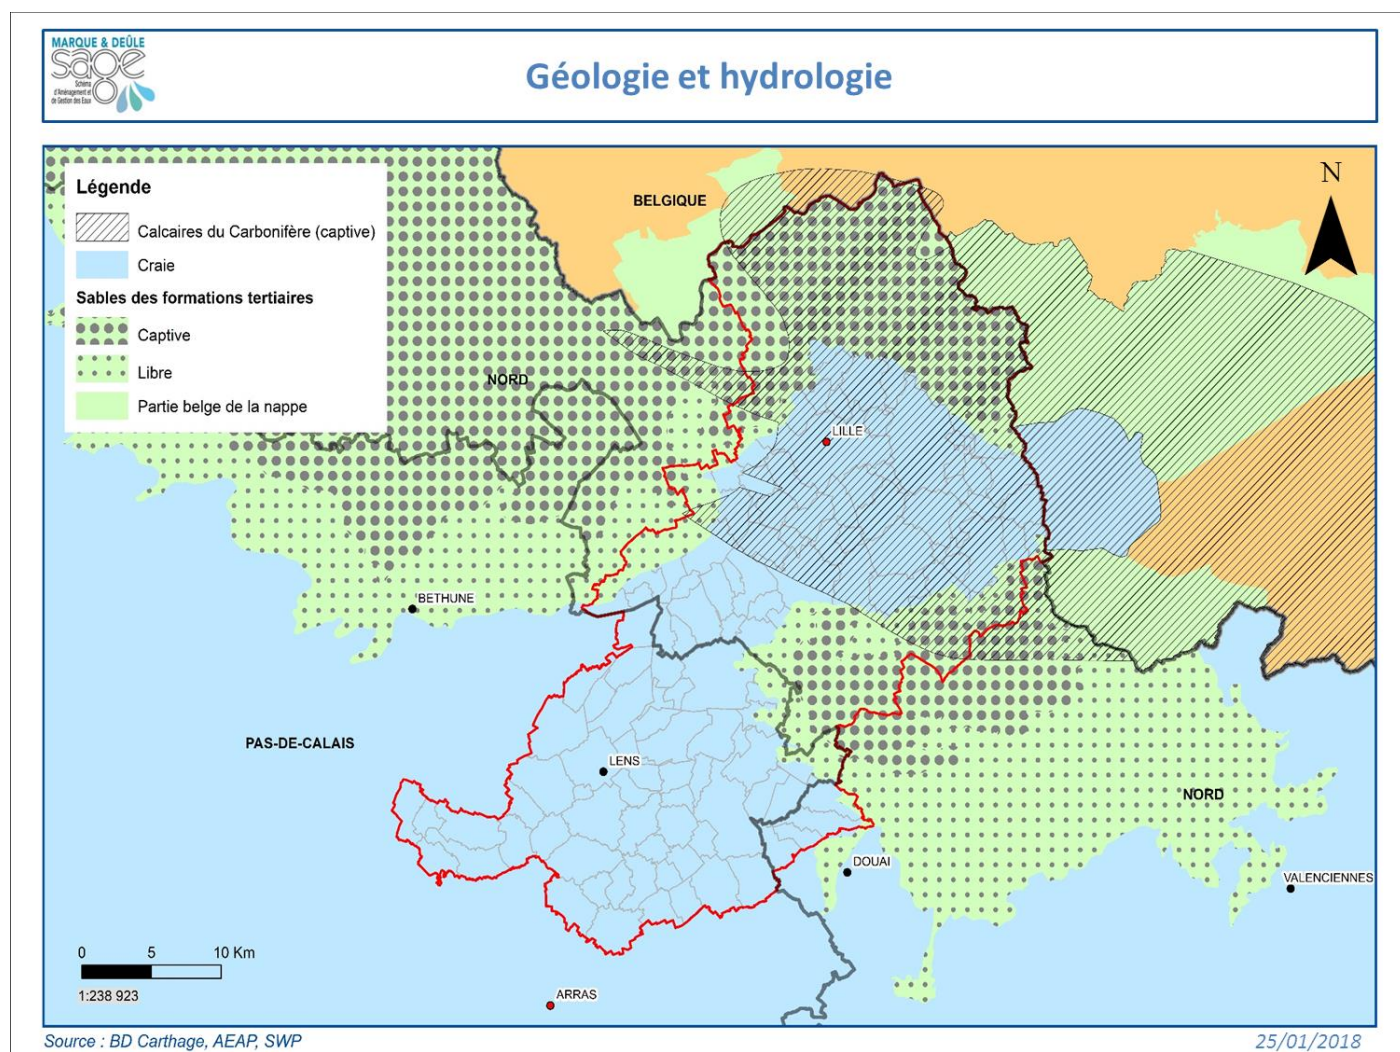 MARQUE & DEÛLE
sage
Schéma
d'Aménagement et
de Gestion des Eaux
Géologie et hydrologie
Légende
Calcaires du Carbonifère (captive)
Craie
Sables des formations tertiaires
Captive
Libre
Partie belge de la nappe
BELGIQUE
N
NORD
LILLE
BETHUNE
PAS-DE-CALAIS
LENS
NORD
DOUAI
VALENCIENNES
0 5 10 Km
1:238 923
ARRAS
Source : BD Carthage, AEAP, SWP
25/01/2018